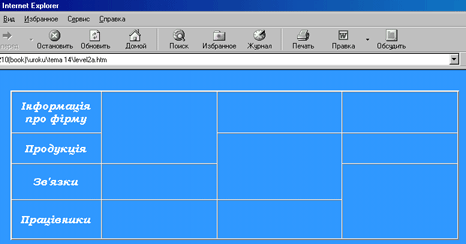 Internet Explorer
Вид Избранное Сервис Справка
Остановить Обновить Домой Поиск Избранное Журнал Печать Правка Обсудить
\book\uroku\tema 14\level2a.htm
Інформація
про фірму
Продукція
Зв'язки
Працівники